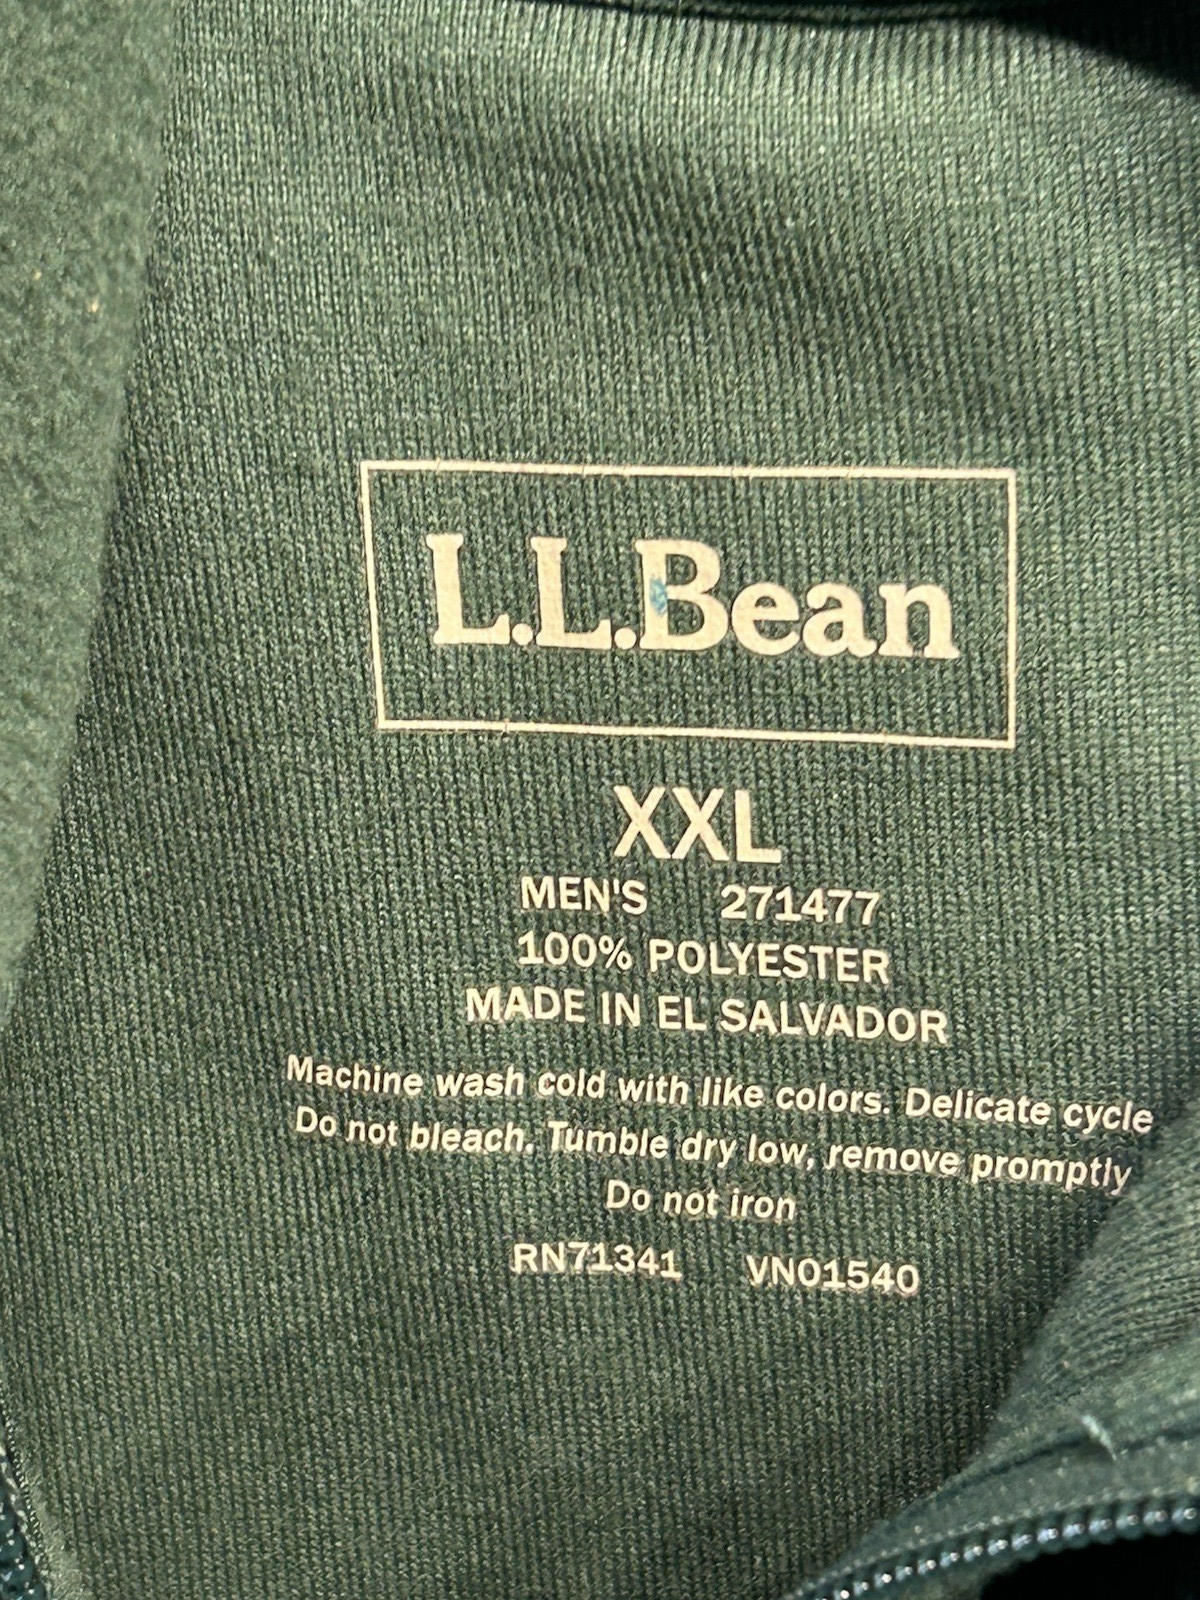 L.L.Bean
XXL
MEN'S 271477
100% POLYESTER
MADE IN EL SALVADOR
Machine wash cold with like colors. Delicate cycle
Do not bleach. Tumble dry low, remove promptly
Do not iron
RN71341 VN01540